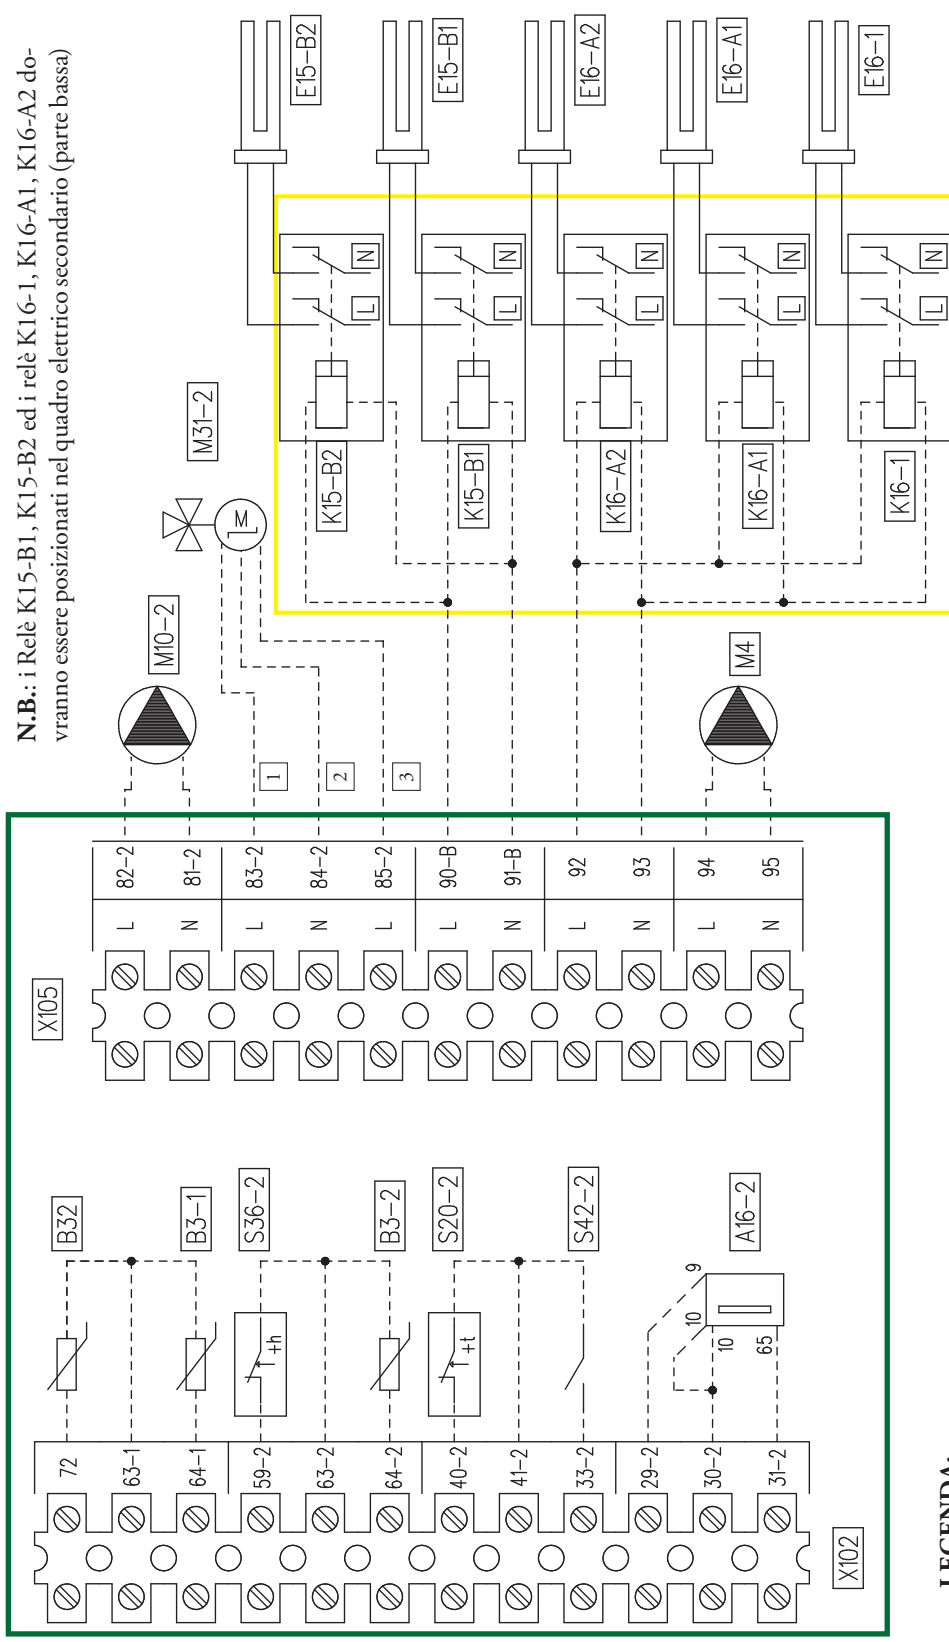 N.B.: i Relè K15-B1, K15-B2 ed i relè K16-1, K16-A1, K16-A2 do-
vranno essere posizionati nel quadro elettrico secondario (parte bassa)
E15-B2
E15-B1
E16-A2
E16-A1
E16-1
L N
L N
L N
L N
L N
K15-B2
K15-B1
K16-A2
K16-A1
K16-1
M31-2
M
M10-2
M4
1
2
3
82-2
81-2
83-2
84-2
85-2
90-B
91-B
92
93
94
95
L
N
L
N
L
L
N
L
N
L
N
X105
B32
B3-1
S36-2
B3-2
S20-2
S42-2
A16-2
+h
+t
9
10
10
65
72
63-1
64-1
59-2
63-2
64-2
40-2
41-2
33-2
29-2
30-2
31-2
X102
LEGENDA: